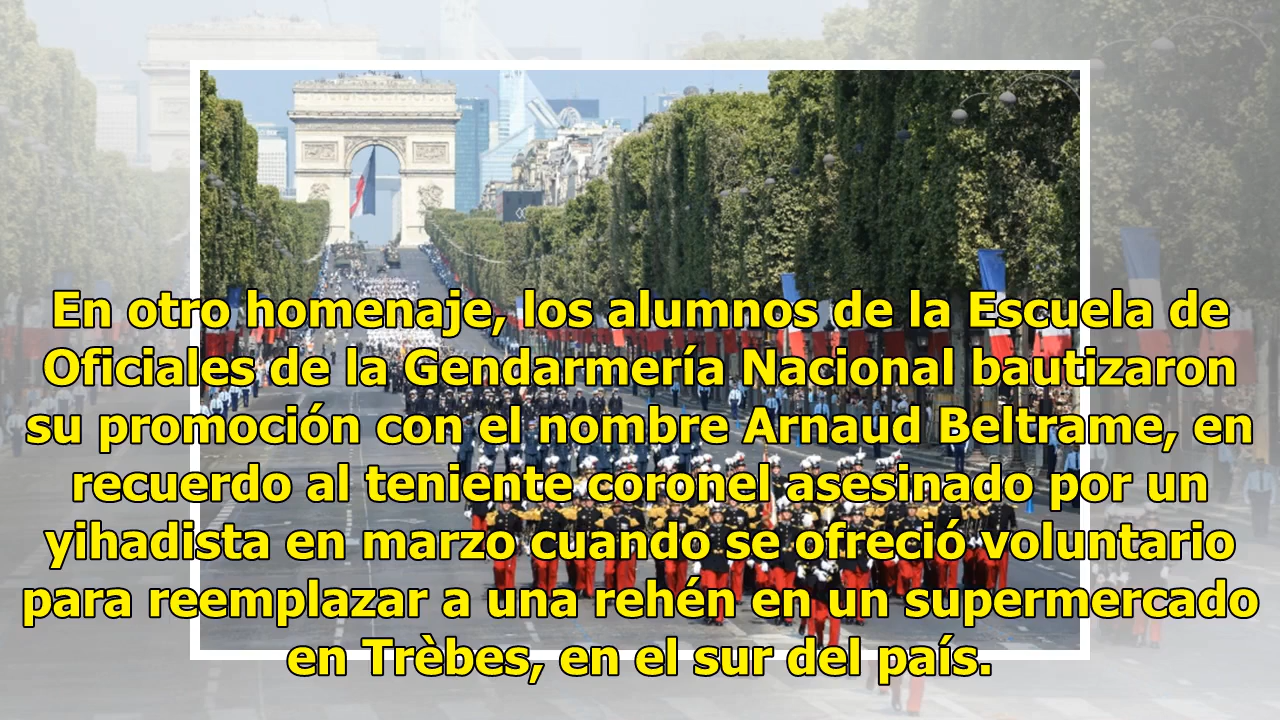 En otro homenaje, los alumnos de la Escuela de
Oficiales de la Gendarmería Nacional bautizaron
su promoción con el nombre Arnaud Beltrame, en
recuerdo al teniente coronel asesinado por un
yihadista en marzo cuando se ofreció voluntario
para reemplazar a una rehén en un supermercado
en Trèbes, en el sur del país.